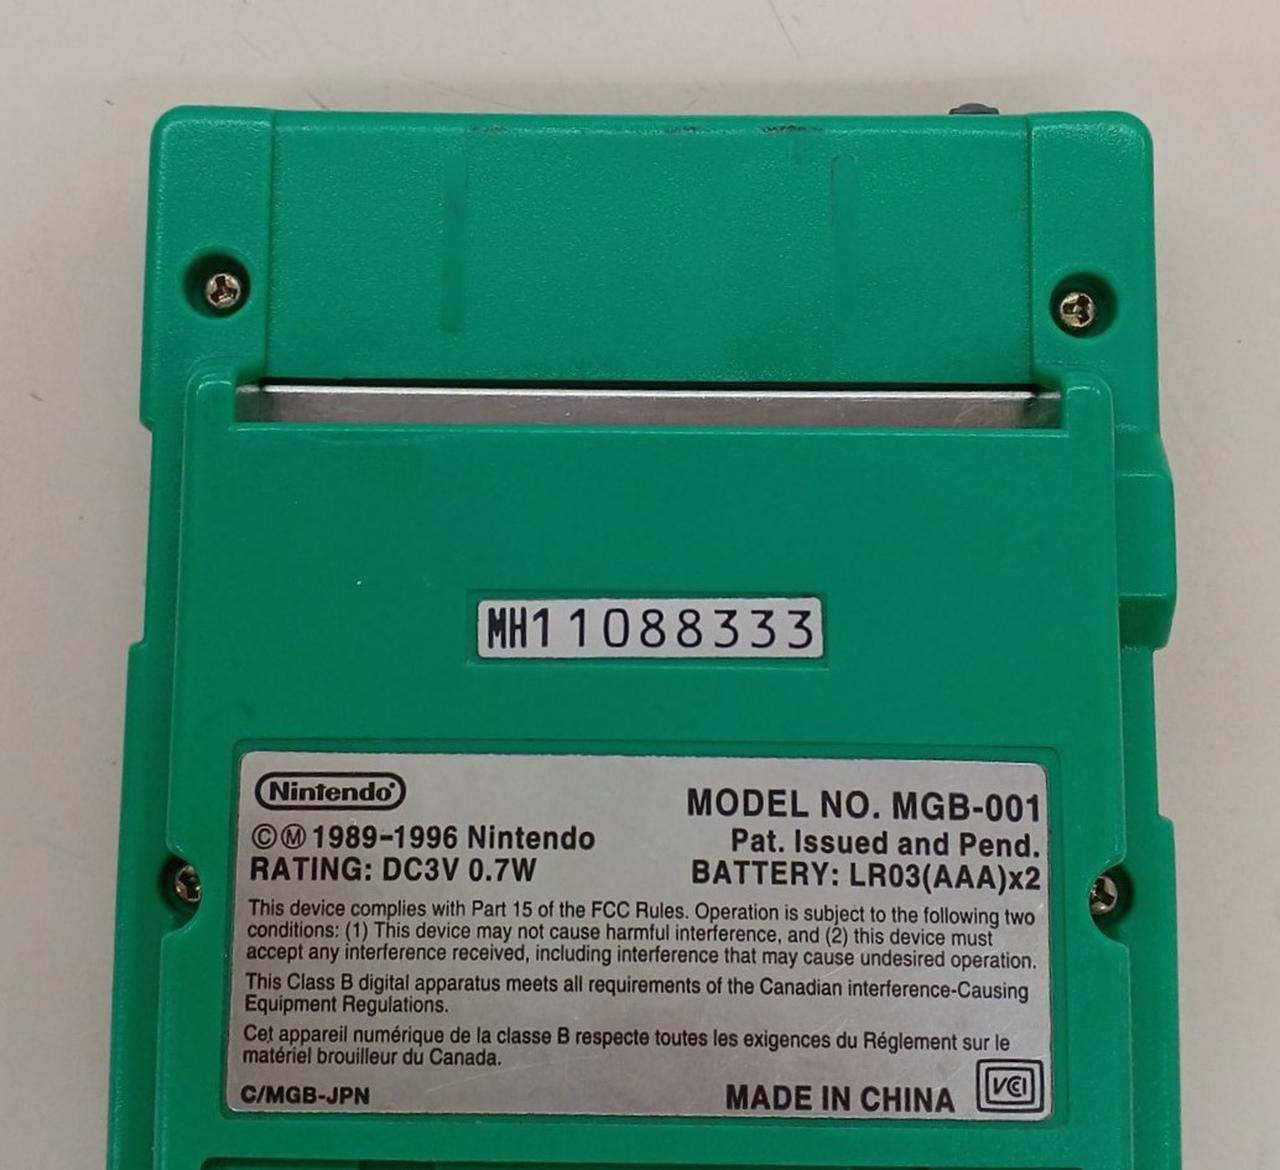 MH11088333
Nintendo®
©Ⓜ 1989-1996 Nintendo
MODEL NO. MGB-001
Pat. Issued and Pend.
RATING: DC3V 0.7W
BATTERY: LR03(AAA)x2
This device complies with Part 15 of the FCC Rules. Operation is subject to the following two
conditions: (1) This device may not cause harmful interference, and (2) this device must
accept any interference received, including interference that may cause undesired operation.
This Class B digital apparatus meets all requirements of the Canadian interference-Causing
Equipment Regulations.
Cet appareil numérique de la classe B respecte toutes les exigences du Réglement sur le
matériel brouilleur du Canada.
C/MGB-JPN
MADE IN CHINA
VCI